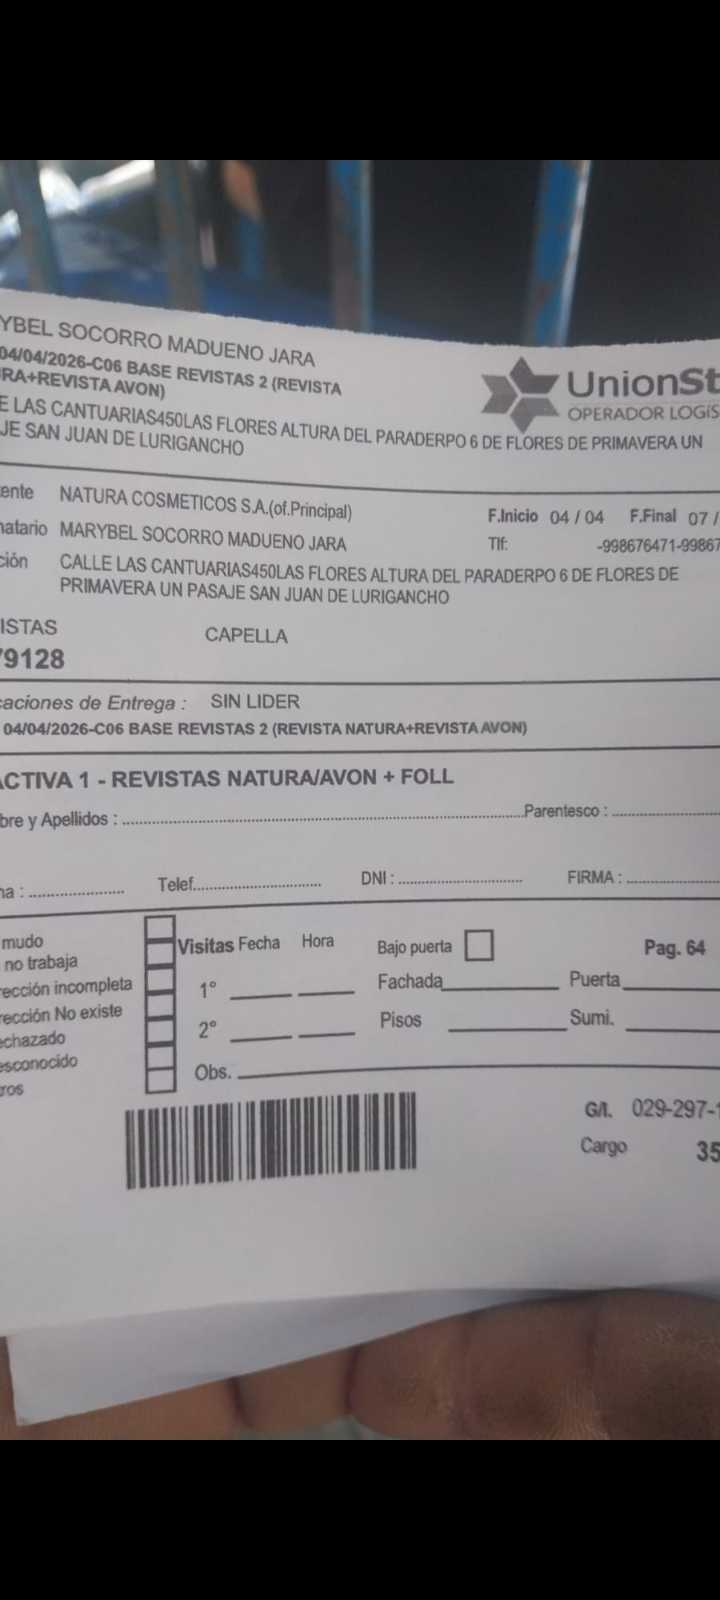 YBEL SOCORRO MADUENO JARA
04/04/2026-C06 BASE REVISTAS 2 (REVISTA
RA+REVISTA AVON)
E LAS CANTUARIAS450LAS FLORES ALTURA DEL PARADERPO 6 DE FLORES DE PRIMAVERA UN
JE SAN JUAN DE LURIGANCHO
UnionSt
OPERADOR LOGÍS
ente NATURA COSMETICOS S.A.(of.Principal)
F.Inicio 04 / 04 F.Final 07 /
natario MARYBEL SOCORRO MADUENO JARA
Tlf: -998676471-99867
ción CALLE LAS CANTUARIAS450LAS FLORES ALTURA DEL PARADERPO 6 DE FLORES DE
PRIMAVERA UN PASAJE SAN JUAN DE LURIGANCHO
ISTAS CAPELLA
79128
caciones de Entrega : SIN LIDER
04/04/2026-C06 BASE REVISTAS 2 (REVISTA NATURA+REVISTA AVON)
ACTIVA 1 - REVISTAS NATURA/AVON + FOLL
bre y Apellidos : Parentesco :
ha : Telef. DNI : FIRMA :
mudo
no trabaja
rección incompleta
rección No existe
echazado
esconocido
ros
Visitas Fecha Hora
1°
2°
Obs.
Bajo puerta
Pag. 64
Fachada Puerta
Pisos Sumi.
G/I. 029-297-1
Cargo 35